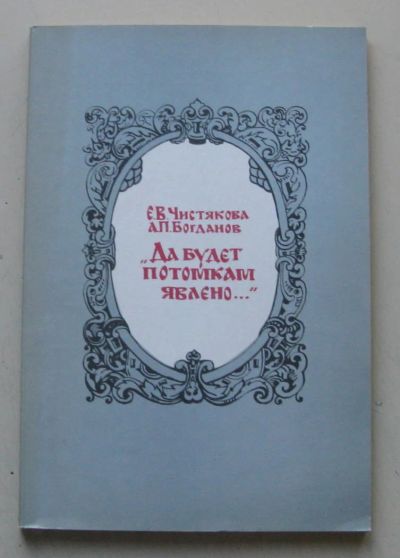 Е.В.Чистякова
А.П.Богданов
„Да будет
потомкам
явлено..."